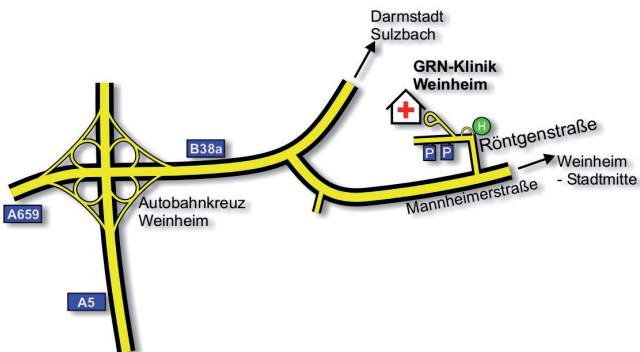 Darmstadt
Sulzbach
GRN-Klinik
Weinheim
H
Röntgenstraße
P P
B38a
Weinheim
- Stadtmitte
Mannheimerstraße
A659
Autobahnkreuz
Weinheim
A5